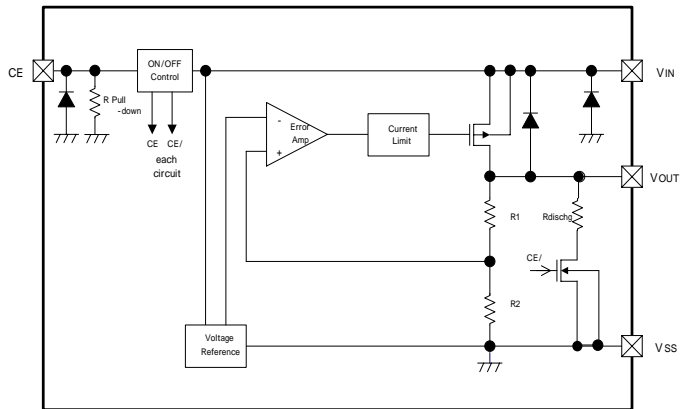 CE
ON/OFF
Control
VIN
R Pull
-down
CE CE/
each
circuit
-
Error
Amp
+
Current
Limit
VOUT
R1
Rdischg
CE/
R2
Voltage
Reference
VSS